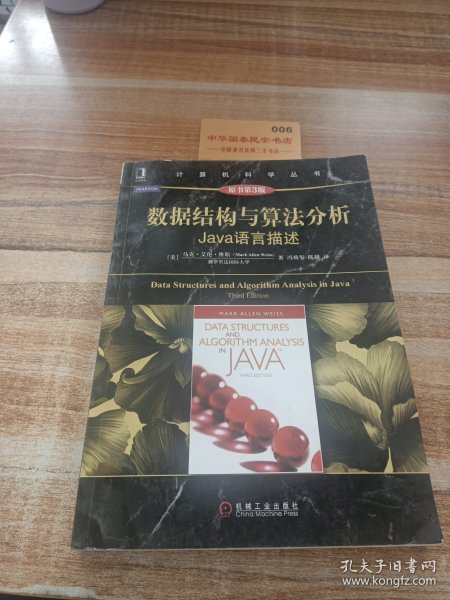 006
中华国泰民安书店
计算机科学丛书
PEARSON
原书第3版
数据结构与算法分析
Java语言描述
[美] 马克·艾伦·维斯 (Mark Allen Weiss) 著 冯舜玺 陈越 译
佛罗里达国际大学
Data Structures and Algorithm Analysis in Java
Third Edition
MARK ALLEN WEISS
DATA STRUCTURES
AND
ALGORITHM ANALYSIS
IN
JAVA™
THIRD EDITION
机械工业出版社
China Machine Press
孔夫子旧书网
www.kongfz.com